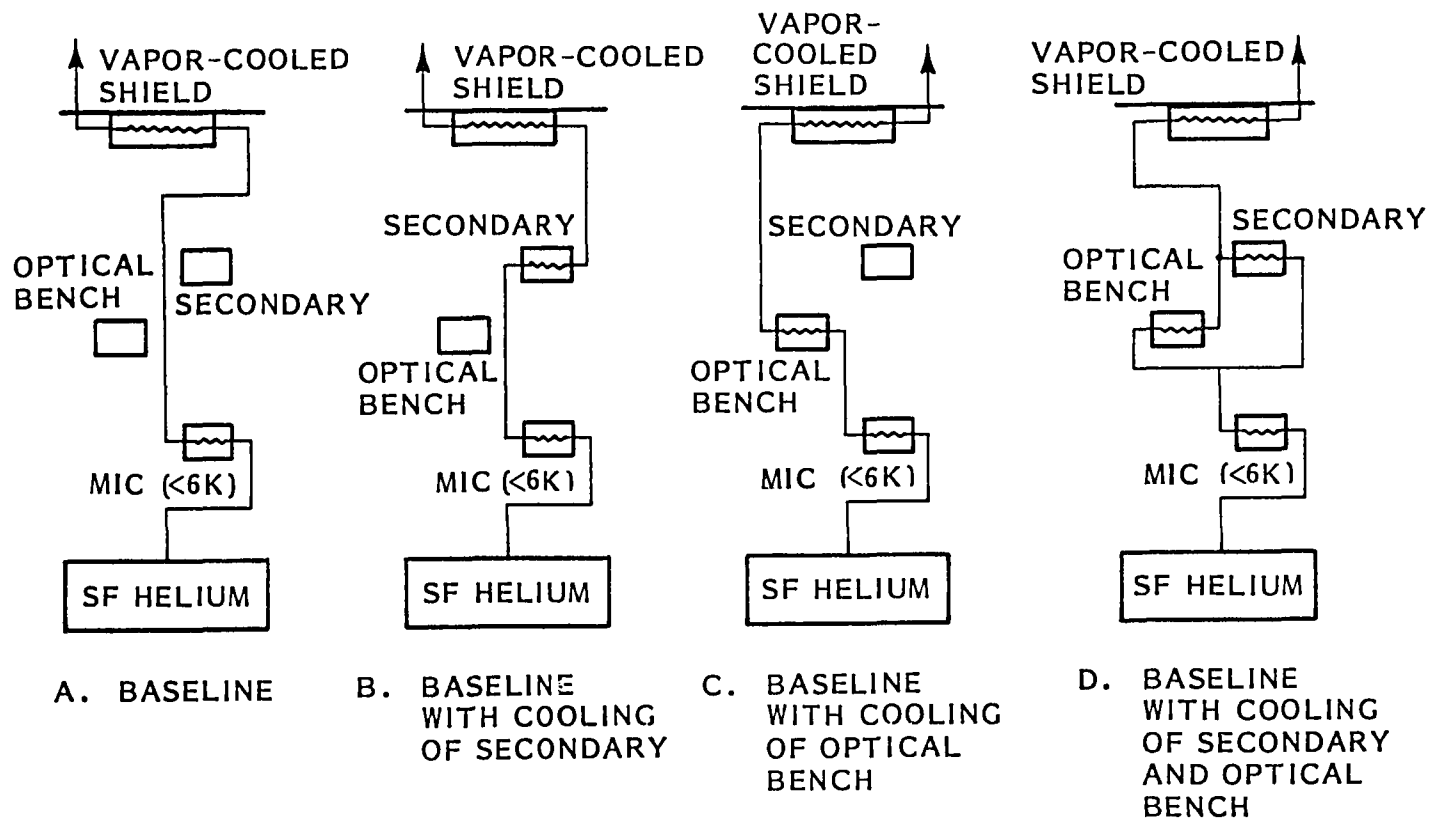 VAPOR-COOLED
SHIELD
OPTICAL
BENCH
SECONDARY
MIC (<6K)
SF HELIUM
A. BASELINE
VAPOR-COOLED
SHIELD
SECONDARY
OPTICAL
BENCH
MIC (<6K)
SF HELIUM
B. BASELINE
WITH COOLING
OF SECONDARY
VAPOR-
COOLED
SHIELD
SECONDARY
OPTICAL
BENCH
MIC (<6K)
SF HELIUM
C. BASELINE
WITH COOLING
OF OPTICAL
BENCH
VAPOR-COOLED
SHIELD
SECONDARY
OPTICAL
BENCH
MIC (<6K)
SF HELIUM
D. BASELINE
WITH COOLING
OF SECONDARY
AND OPTICAL
BENCH